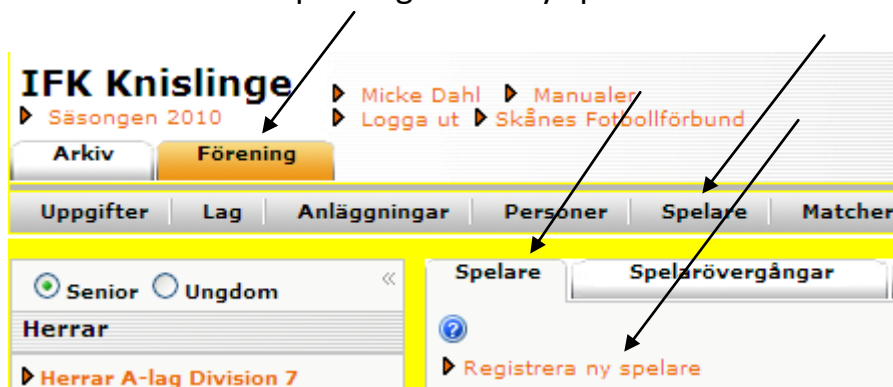 IFK Knislinge
Micke Dahl Manualer
Säsongen 2010
Logga ut Skånes Fotbollförbund
Arkiv Förening
Uppgifter Lag Anläggningar Personer Spelare Matcher
Senior Ungdom «
Spelare Spelarövergångar
Herrar
?
Registrera ny spelare
Herrar A-lag Division 7